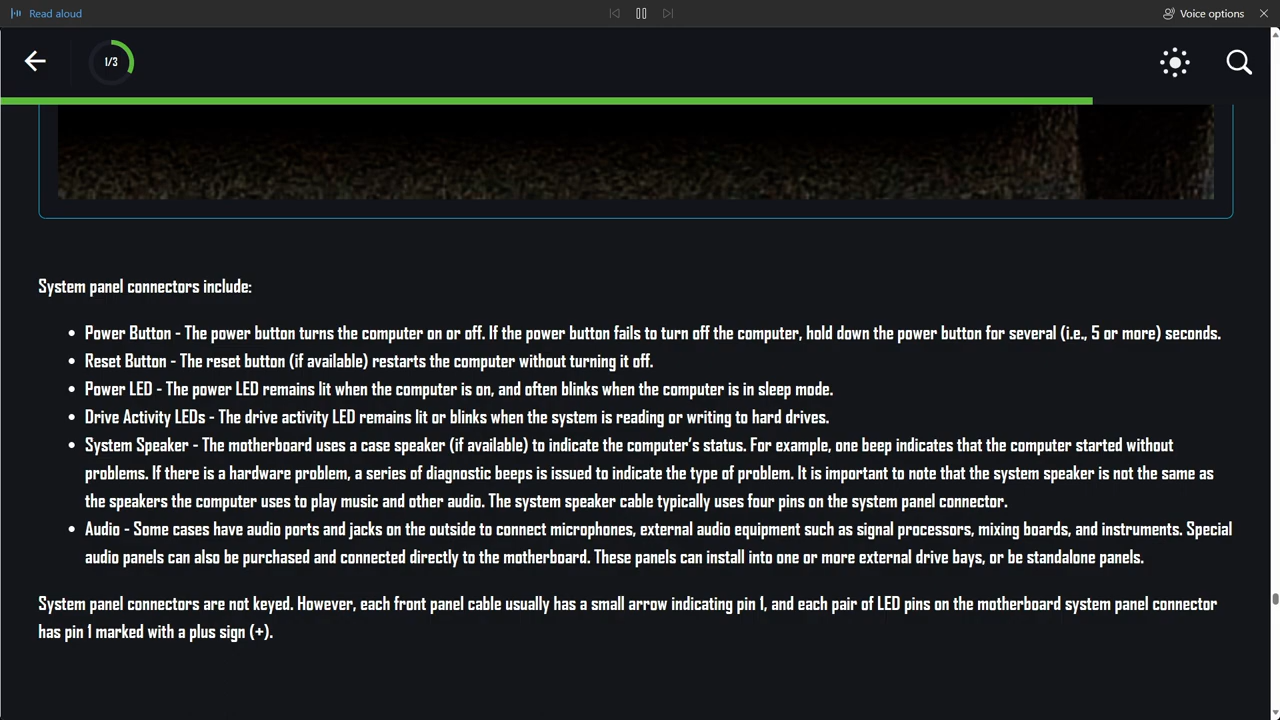 Read aloud
Voice options
1/3
System panel connectors include:
• Power Button - The power button turns the computer on or off. If the power button fails to turn off the computer, hold down the power button for several (i.e., 5 or more) seconds.
• Reset Button - The reset button (if available) restarts the computer without turning it off.
• Power LED - The power LED remains lit when the computer is on, and often blinks when the computer is in sleep mode.
• Drive Activity LEDs - The drive activity LED remains lit or blinks when the system is reading or writing to hard drives.
• System Speaker - The motherboard uses a case speaker (if available) to indicate the computer’s status. For example, one beep indicates that the computer started without
problems. If there is a hardware problem, a series of diagnostic beeps is issued to indicate the type of problem. It is important to note that the system speaker is not the same as
the speakers the computer uses to play music and other audio. The system speaker cable typically uses four pins on the system panel connector.
• Audio - Some cases have audio ports and jacks on the outside to connect microphones, external audio equipment such as signal processors, mixing boards, and instruments. Special
audio panels can also be purchased and connected directly to the motherboard. These panels can install into one or more external drive bays, or be standalone panels.
System panel connectors are not keyed. However, each front panel cable usually has a small arrow indicating pin 1, and each pair of LED pins on the motherboard system panel connector
has pin 1 marked with a plus sign (+).